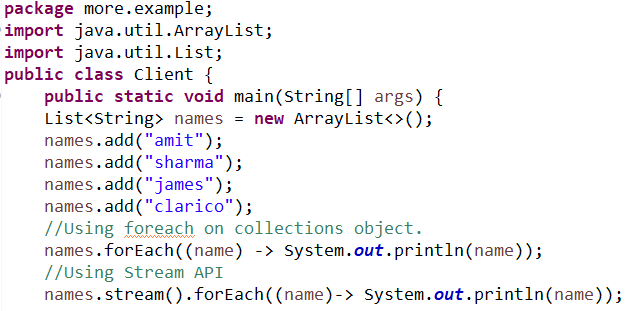 package more.example;
import java.util.ArrayList;
import java.util.List;
public class Client {
public static void main(String[] args) {
List<String> names = new ArrayList<>();
names.add("amit");
names.add("sharma");
names.add("james");
names.add("clarico");
//Using foreach on collections object.
names.forEach((name) -> System.out.println(name));
//Using Stream API
names.stream().forEach((name)-> System.out.println(name));